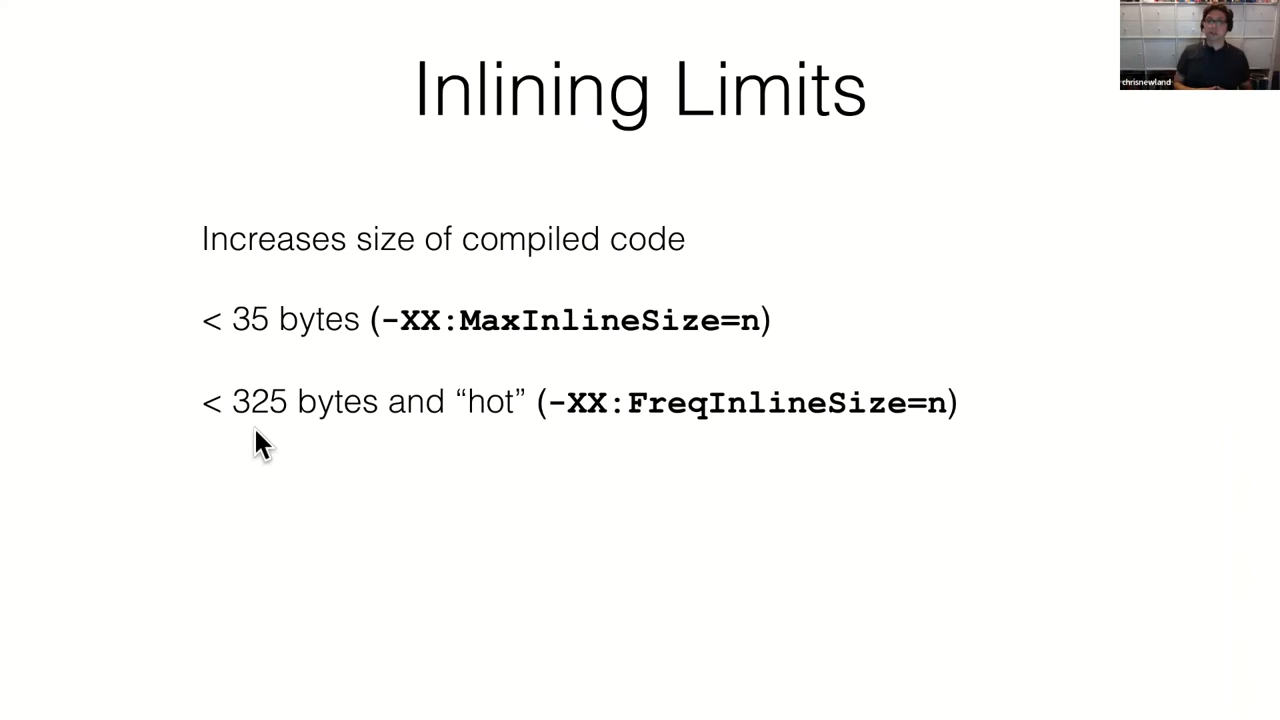 Inlining Limits
chrisnewland
Increases size of compiled code
< 35 bytes (-XX:MaxInlineSize=n)
< 325 bytes and “hot” (-XX:FreqInlineSize=n)